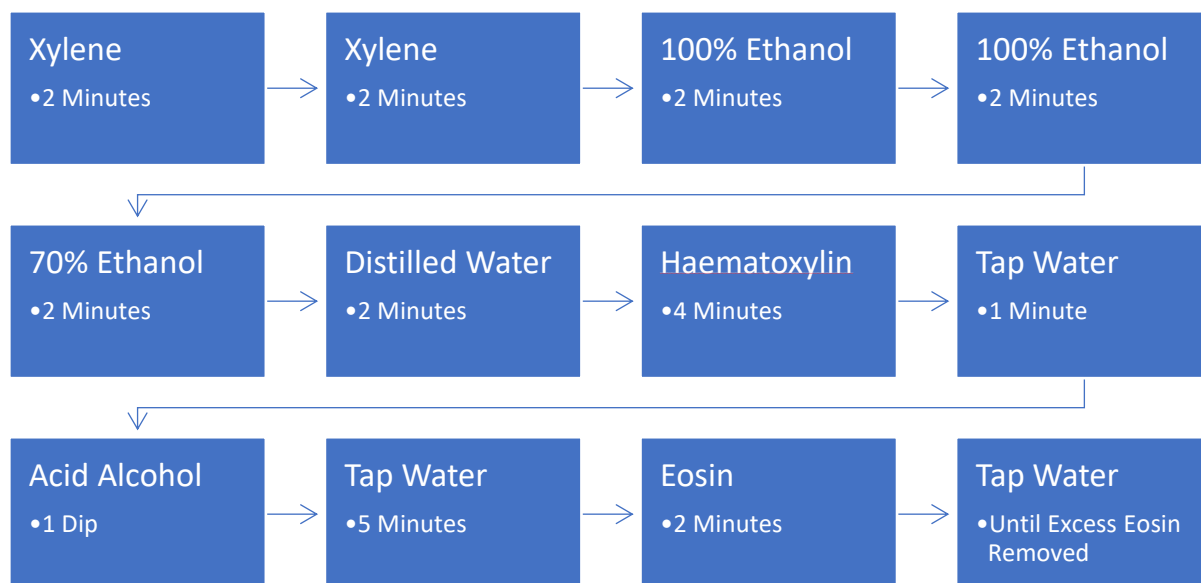 Xylene
•2 Minutes
Xylene
•2 Minutes
100% Ethanol
•2 Minutes
100% Ethanol
•2 Minutes
70% Ethanol
•2 Minutes
Distilled Water
•2 Minutes
Haematoxylin
•4 Minutes
Tap Water
•1 Minute
Acid Alcohol
•1 Dip
Tap Water
•5 Minutes
Eosin
•2 Minutes
Tap Water
•Until Excess Eosin
Removed